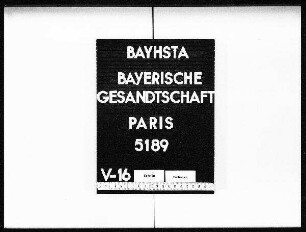 BAYHSTA
BAYERISCHE
GESANDTSCHAFT
PARIS
5189
V-16